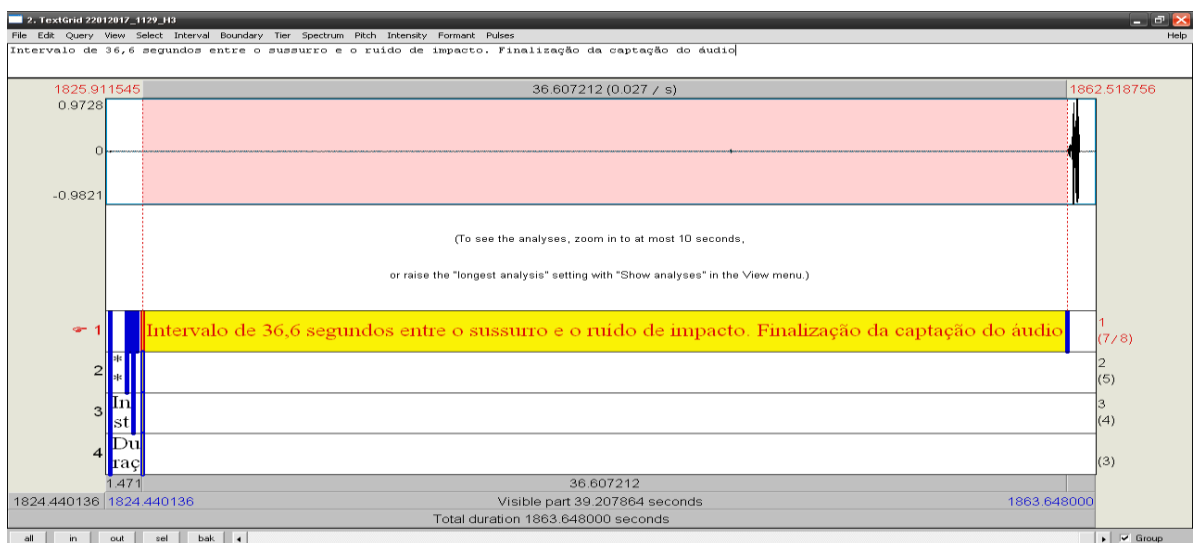 2. TextGrid 22012017_1129_H3
File Edit Query View Select Interval Boundary Tier Spectrum Pitch Intensity Formant Pulses Help
Intervalo de 36,6 segundos entre o sussurro e o ruído de impacto. Finalização da captação do áudio
1825.911545 36.607212 (0.027 / s) 1862.518756
0.9728
0
-0.9821
(To see the analyses, zoom in to at most 10 seconds,
or raise the "longest analysis" setting with "Show analyses" in the View menu.)
1 Intervalo de 36,6 segundos entre o sussurro e o ruído de impacto. Finalização da captação do áudio 1
(7/8)
2 * 2
* (5)
3 In 3
st (4)
4 Du
raç (3)
1.471 36.607212
1824.440136 1824.440136 Visible part 39.207864 seconds 1863.648000
Total duration 1863.648000 seconds
all in out sel bak Group